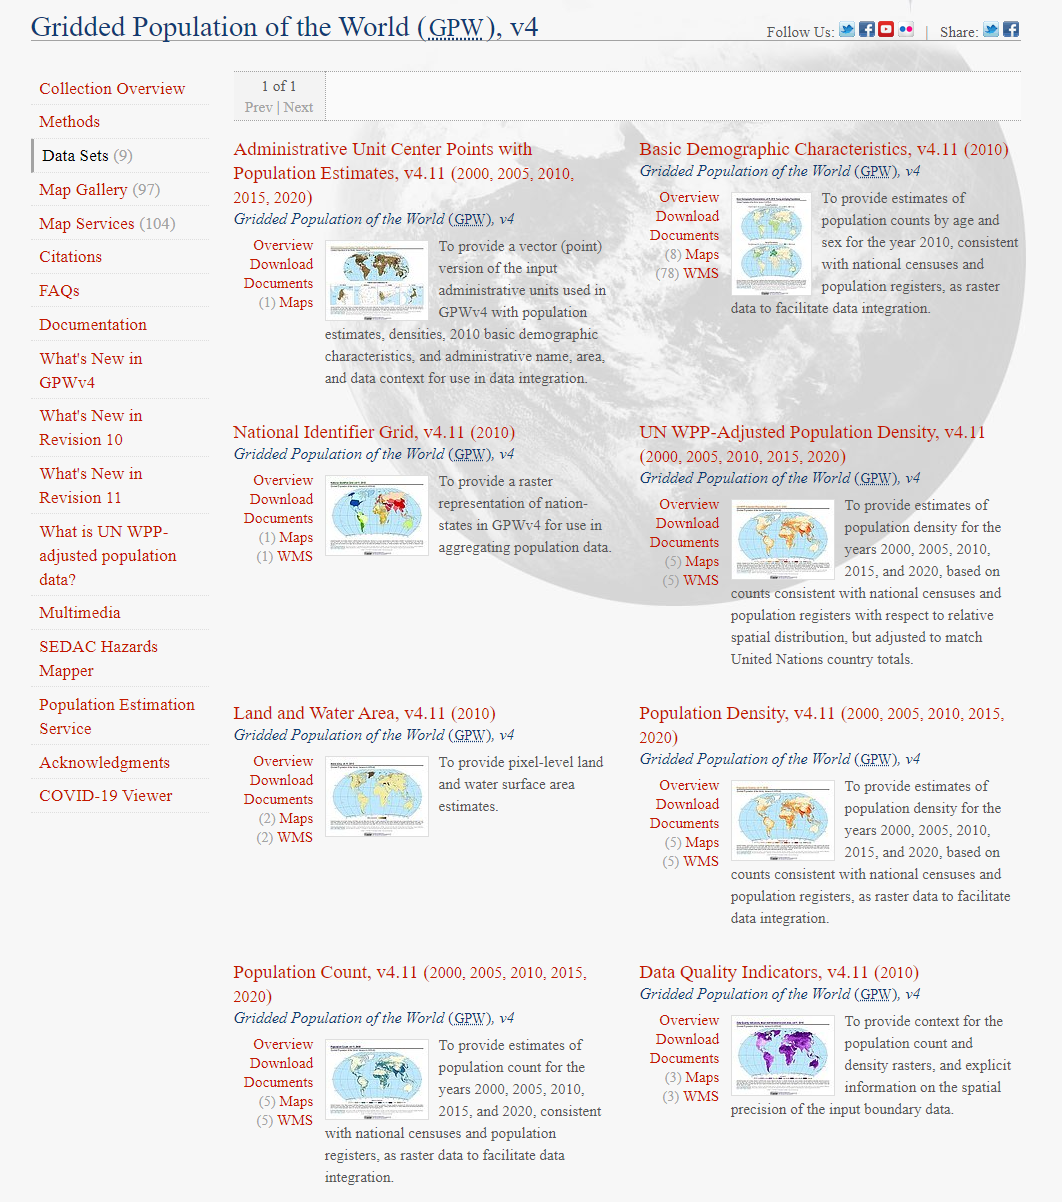 Gridded Population of the World (GPW), v4
Follow Us: | Share:
Collection Overview
Methods
Data Sets (9)
Map Gallery (97)
Map Services (104)
Citations
FAQs
Documentation
What's New in
GPWv4
What's New in
Revision 10
What's New in
Revision 11
What is UN WPP-
adjusted population
data?
Multimedia
SEDAC Hazards
Mapper
Population Estimation
Service
Acknowledgments
COVID-19 Viewer
1 of 1
Prev | Next
Administrative Unit Center Points with
Population Estimates, v4.11 (2000, 2005, 2010,
2015, 2020)
Gridded Population of the World (GPW), v4
Overview
Download
Documents
(1) Maps
To provide a vector (point)
version of the input
administrative units used in
GPWv4 with population
estimates, densities, 2010 basic demographic
characteristics, and administrative name, area,
and data context for use in data integration.
Basic Demographic Characteristics, v4.11 (2010)
Gridded Population of the World (GPW), v4
Overview
Download
Documents
(8) Maps
(78) WMS
To provide estimates of
population counts by age and
sex for the year 2010, consistent
with national censuses and
population registers, as raster
data to facilitate data integration.
National Identifier Grid, v4.11 (2010)
Gridded Population of the World (GPW), v4
Overview
Download
Documents
(1) Maps
(1) WMS
To provide a raster
representation of nation-
states in GPWv4 for use in
aggregating population data.
UN WPP-Adjusted Population Density, v4.11
(2000, 2005, 2010, 2015, 2020)
Gridded Population of the World (GPW), v4
Overview
Download
Documents
(5) Maps
(5) WMS
To provide estimates of
population density for the
years 2000, 2005, 2010,
2015, and 2020, based on
counts consistent with national censuses and
population registers with respect to relative
spatial distribution, but adjusted to match
United Nations country totals.
Land and Water Area, v4.11 (2010)
Gridded Population of the World (GPW), v4
Overview
Download
Documents
(2) Maps
(2) WMS
To provide pixel-level land
and water surface area
estimates.
Population Density, v4.11 (2000, 2005, 2010, 2015,
2020)
Gridded Population of the World (GPW), v4
Overview
Download
Documents
(5) Maps
(5) WMS
To provide estimates of
population density for the
years 2000, 2005, 2010,
2015, and 2020, based on
counts consistent with national censuses and
population registers, as raster data to facilitate
data integration.
Population Count, v4.11 (2000, 2005, 2010, 2015,
2020)
Gridded Population of the World (GPW), v4
Overview
Download
Documents
(5) Maps
(5) WMS
To provide estimates of
population count for the
years 2000, 2005, 2010,
2015, and 2020, consistent
with national censuses and population
registers, as raster data to facilitate data
integration.
Data Quality Indicators, v4.11 (2010)
Gridded Population of the World (GPW), v4
Overview
Download
Documents
(3) Maps
(3) WMS
To provide context for the
population count and
density rasters, and explicit
information on the spatial
precision of the input boundary data.